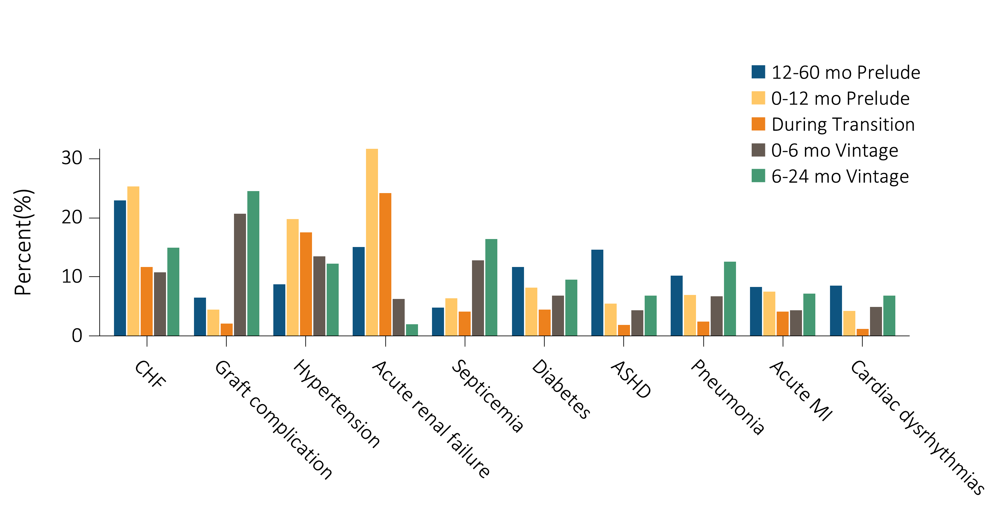 12-60 mo Prelude
0-12 mo Prelude
During Transition
0-6 mo Vintage
6-24 mo Vintage
Percent(%)
30
20
10
0
CHF
Graft complication
Hypertension
Acute renal failure
Septicemia
Diabetes
ASHD
Pneumonia
Acute MI
Cardiac dysrhythmias